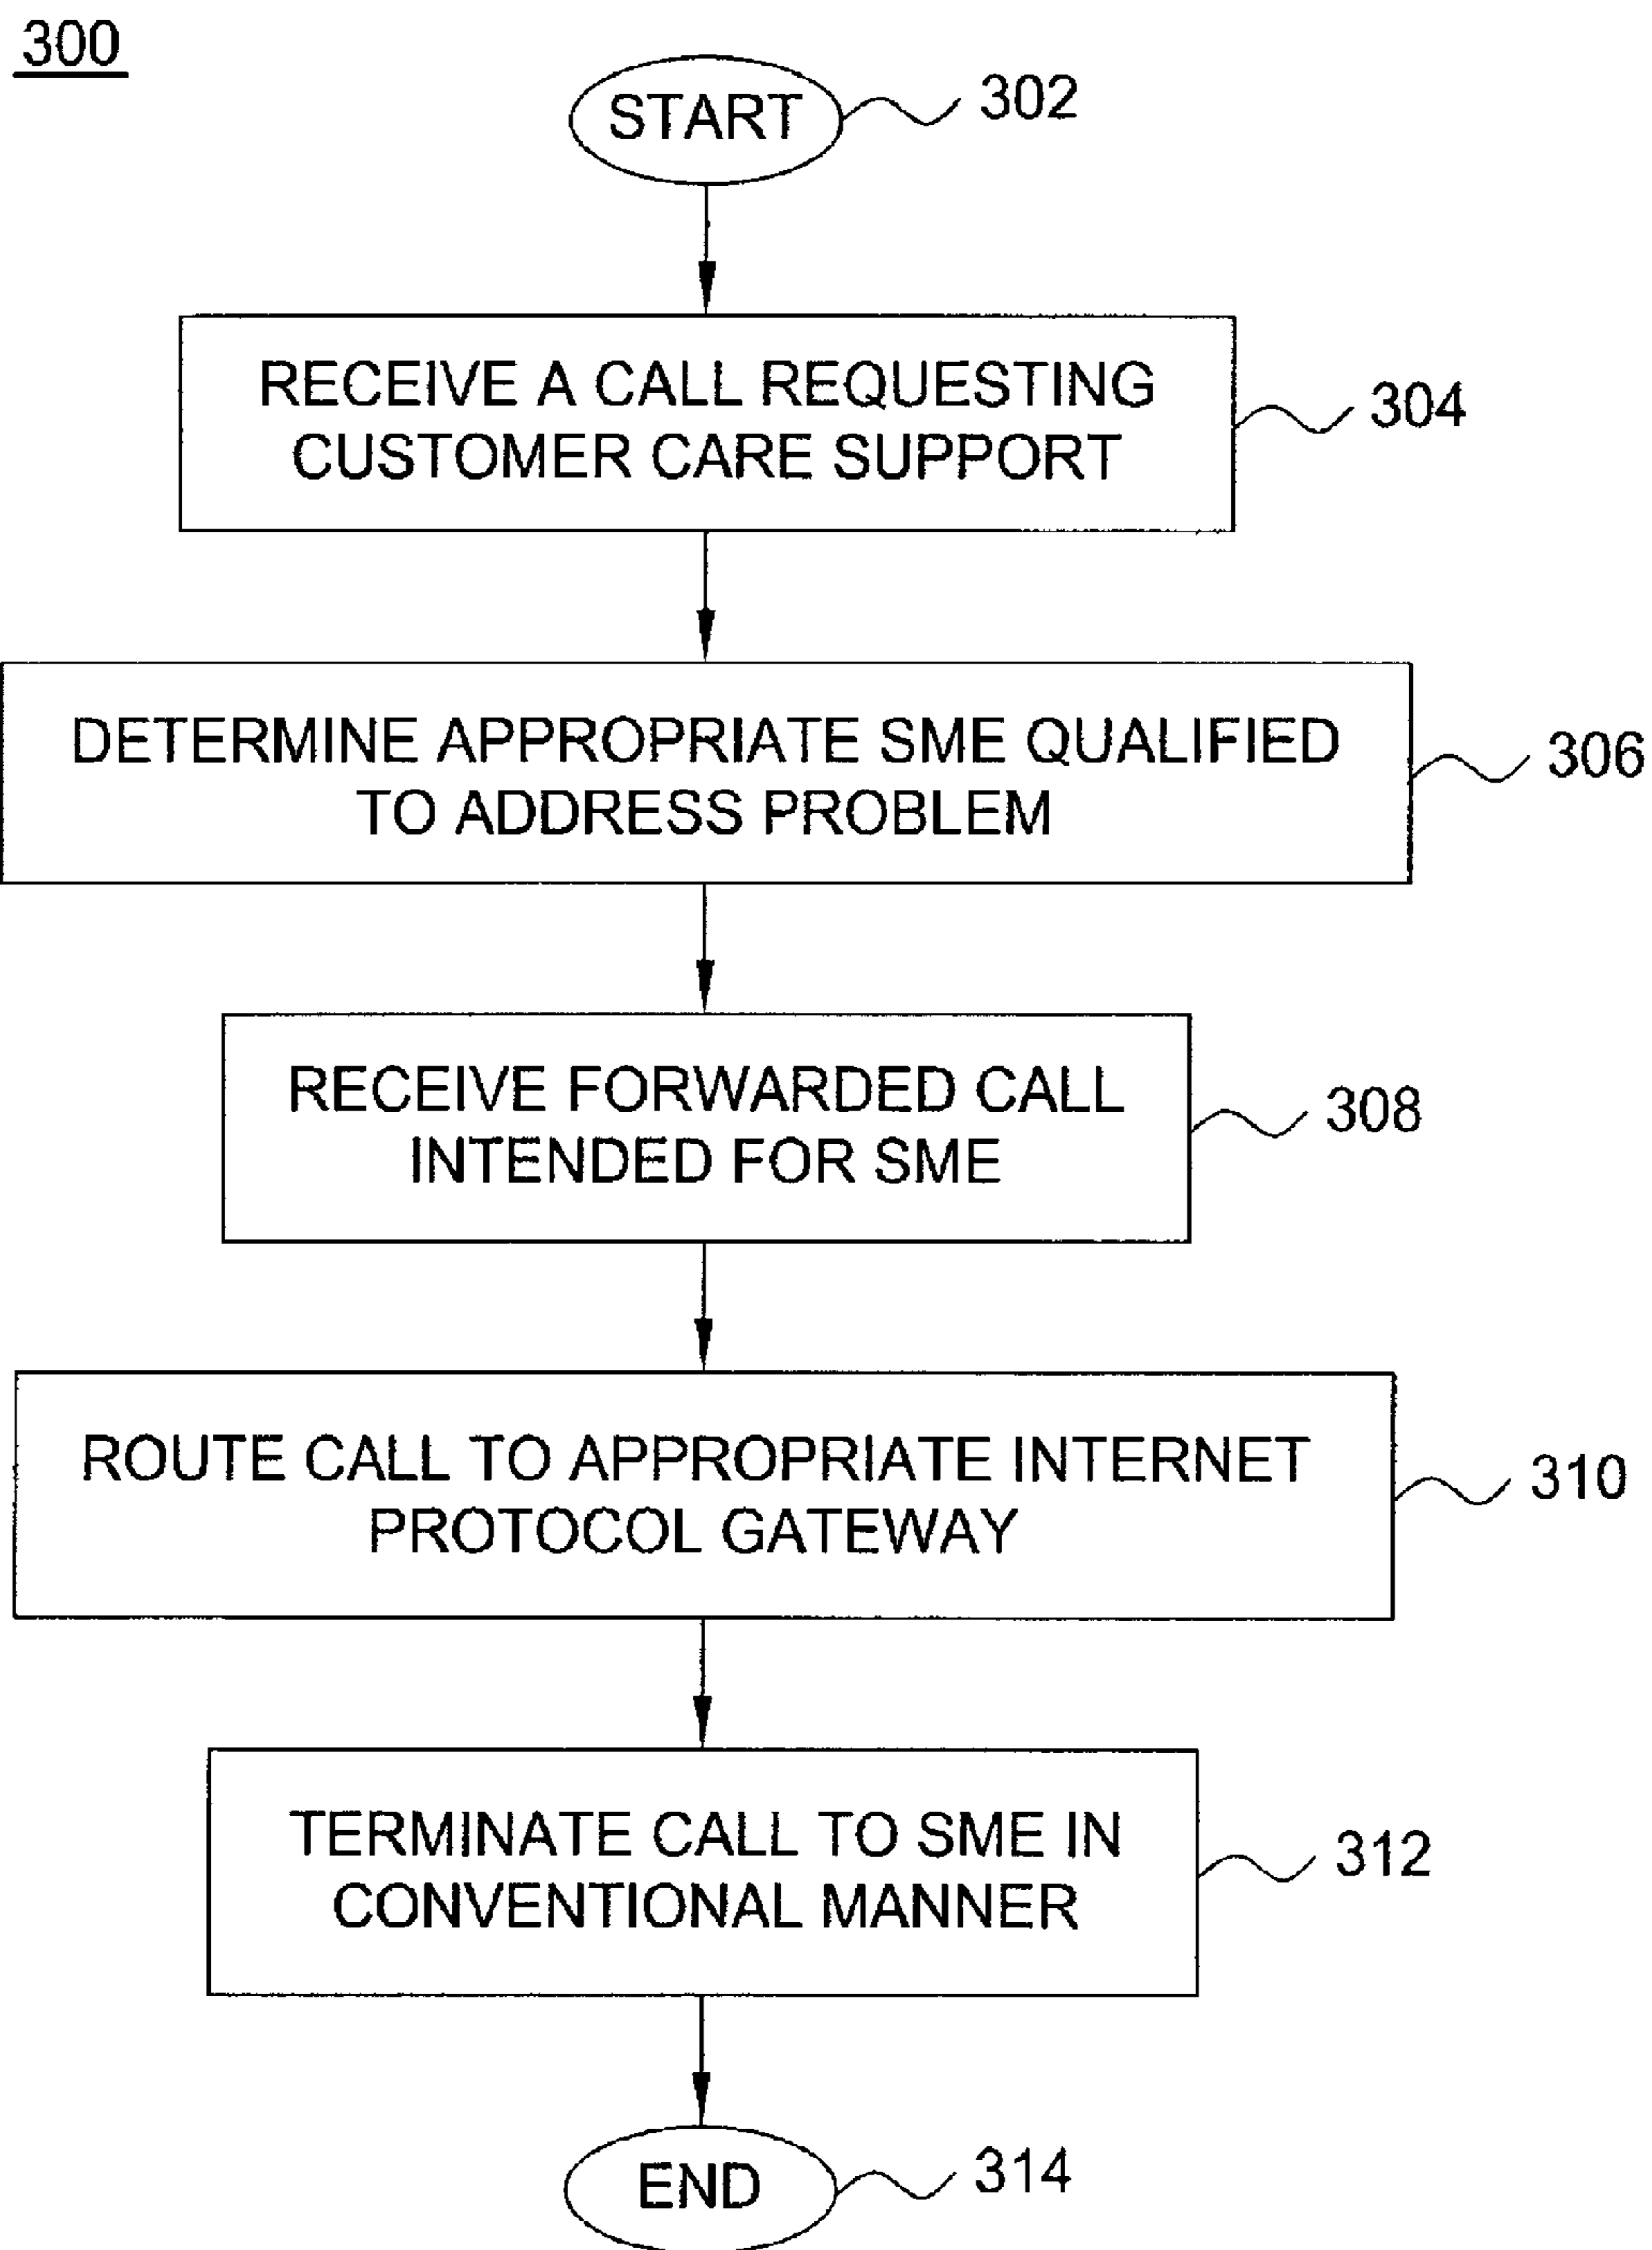 300
START
302
RECEIVE A CALL REQUESTING
CUSTOMER CARE SUPPORT
304
DETERMINE APPROPRIATE SME QUALIFIED
TO ADDRESS PROBLEM
306
RECEIVE FORWARDED CALL
INTENDED FOR SME
308
ROUTE CALL TO APPROPRIATE INTERNET
PROTOCOL GATEWAY
310
TERMINATE CALL TO SME IN
CONVENTIONAL MANNER
312
END
314